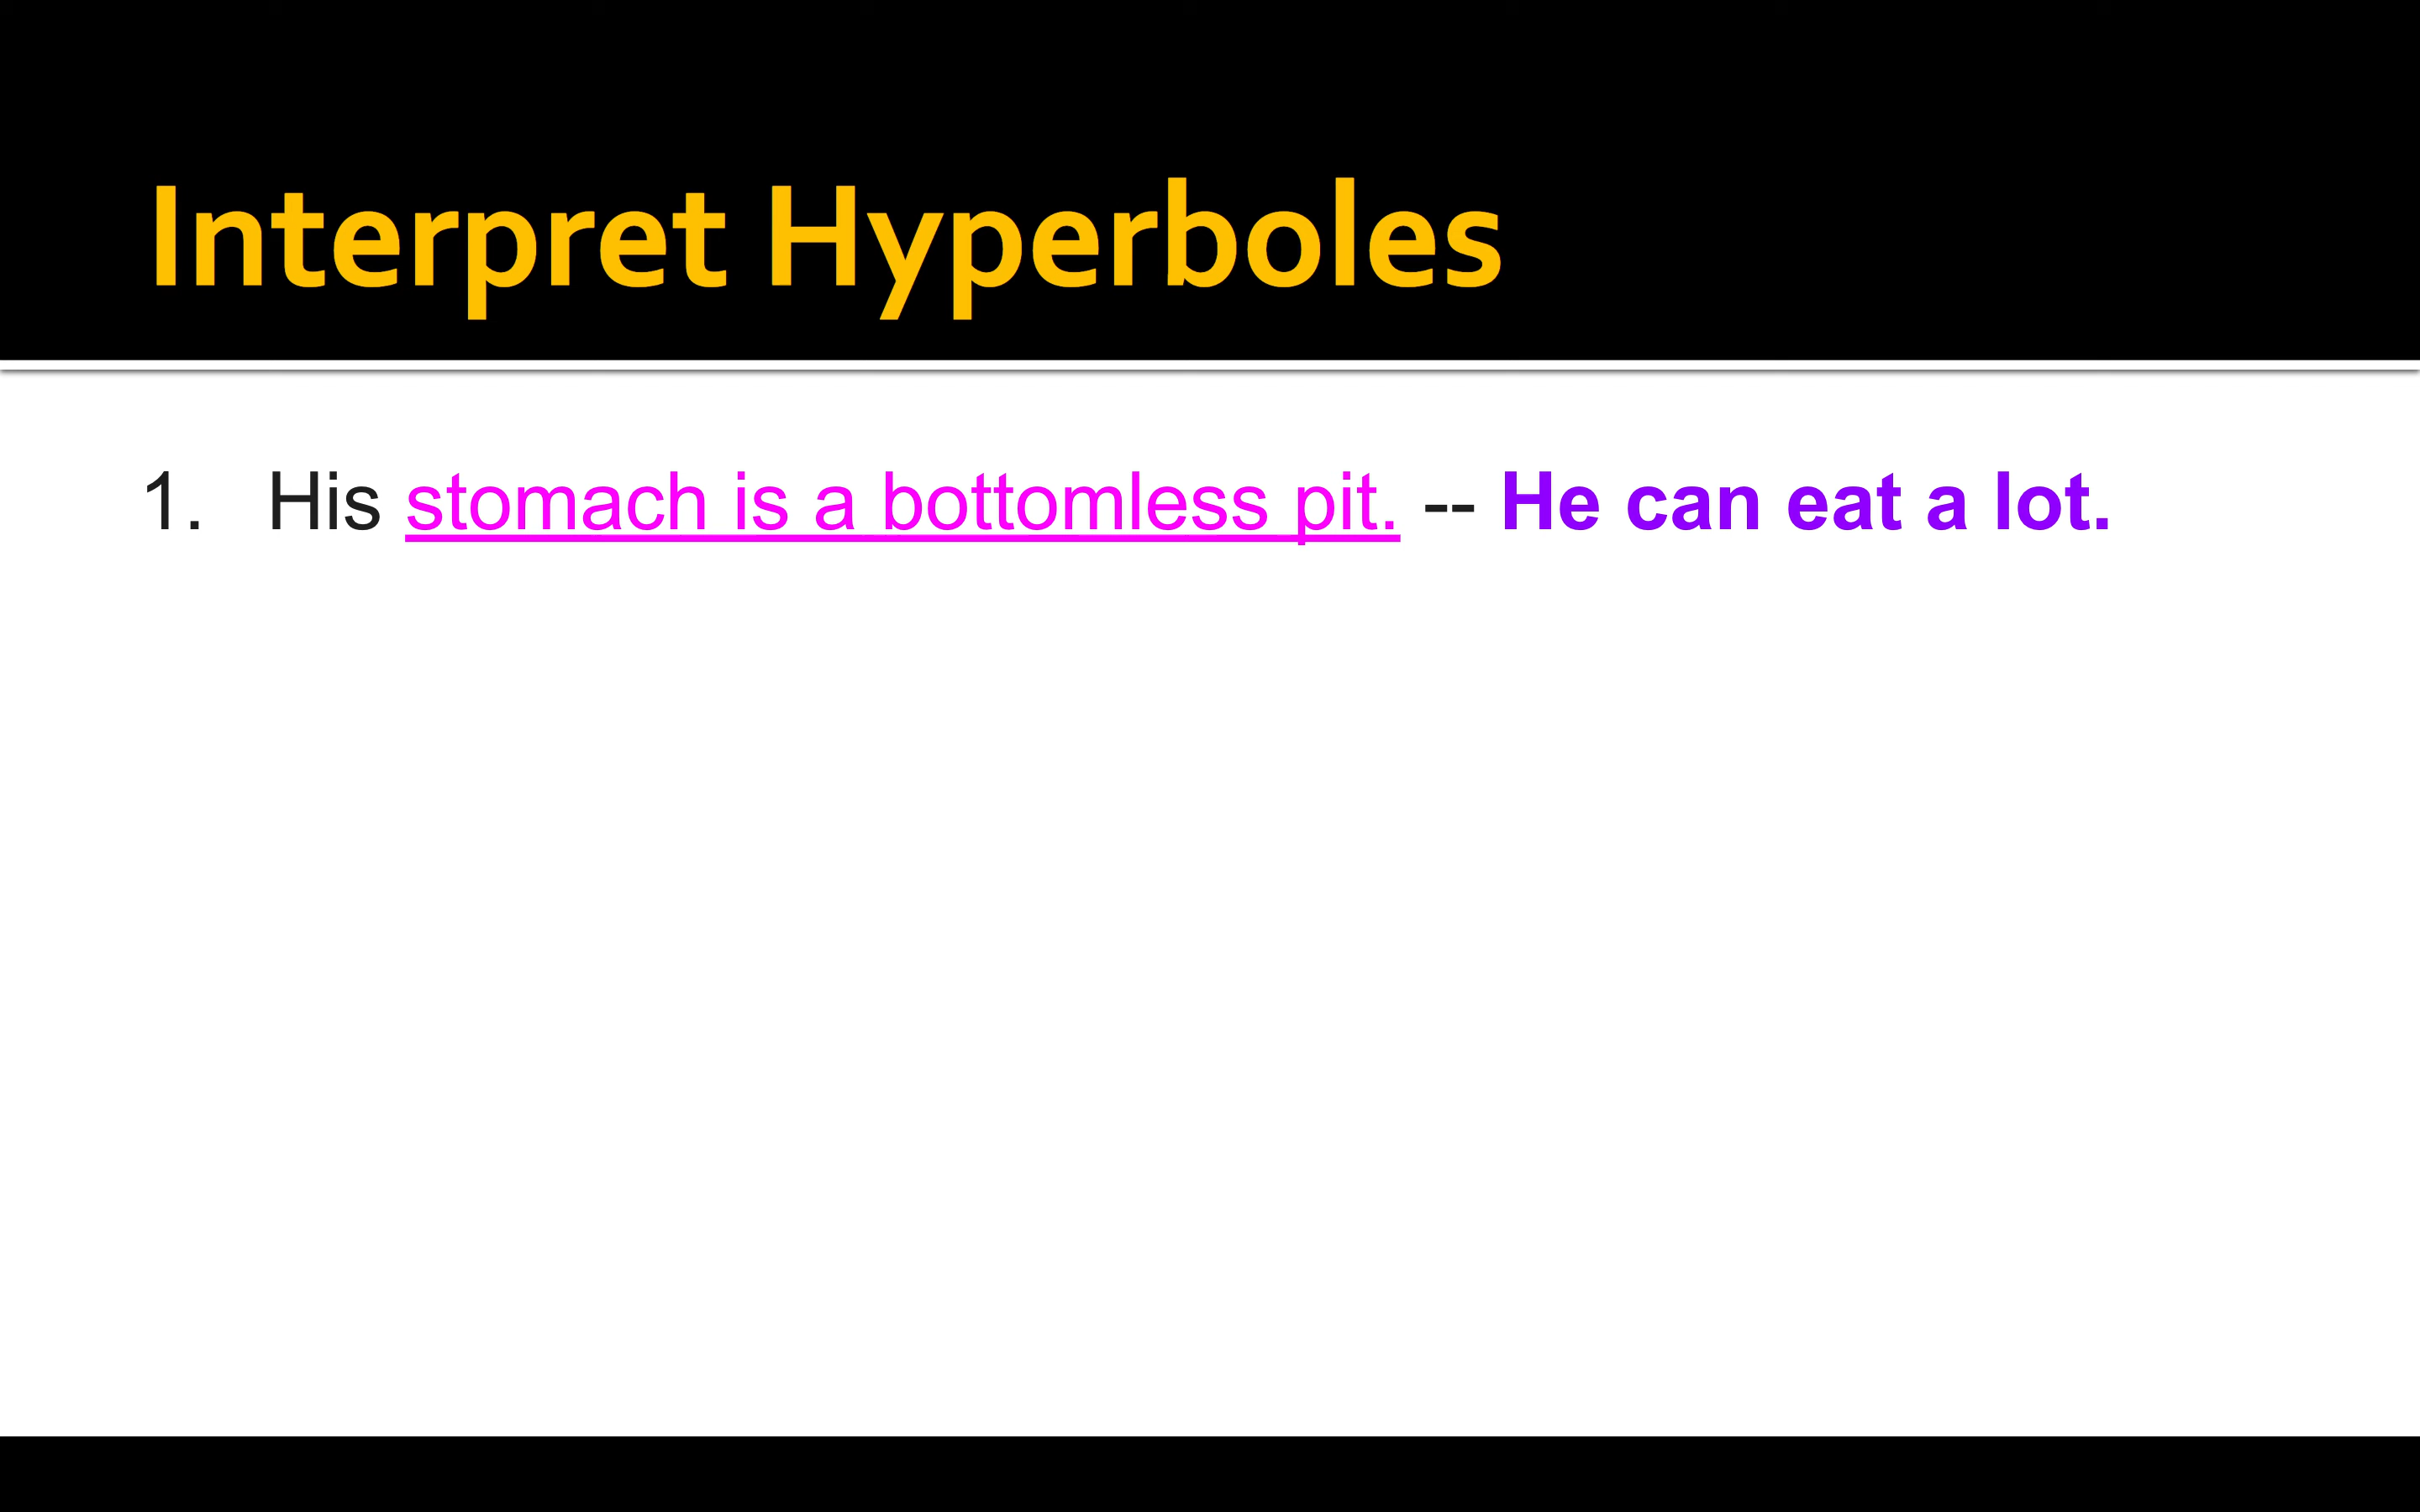 Interpret Hyperboles
1. His stomach is a bottomless pit. -- He can eat a lot.